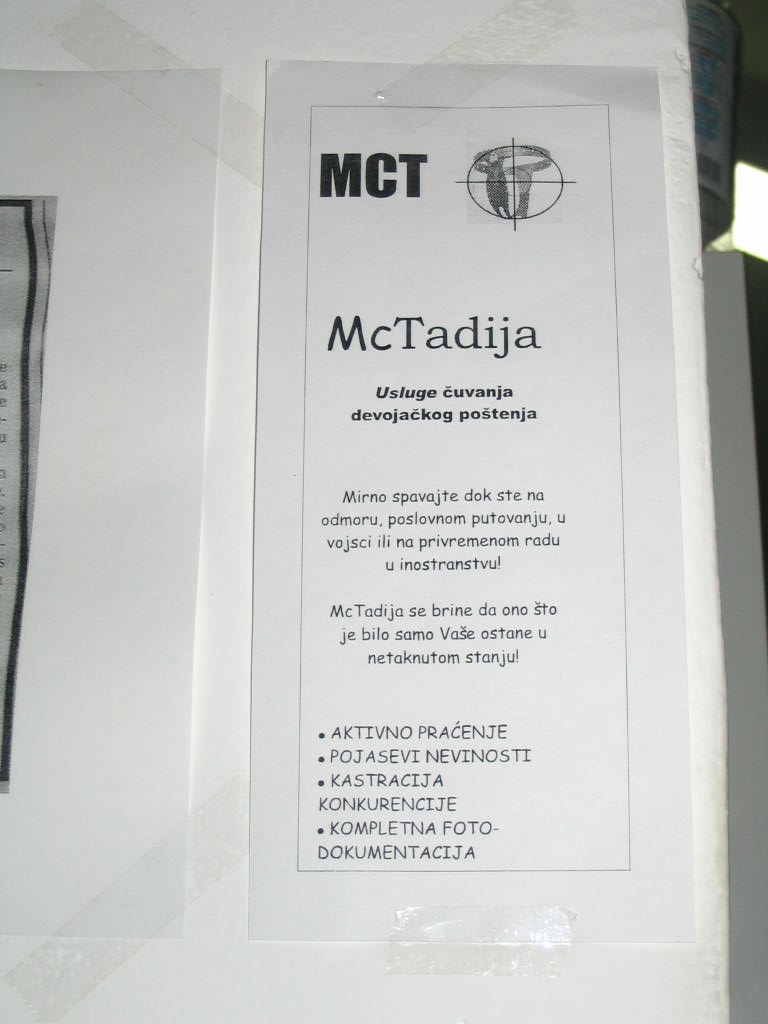 MCT
McTadija
Usluge čuvanja
devojačkog poštenja
Mirno spavajte dok ste na
odmoru, poslovnom putovanju, u
vojsci ili na privremenom radu
u inostranstvu!
McTadija se brine da ono što
je bilo samo Vaše ostane u
netaknutom stanju!
• AKTIVNO PRAĆENJE
• POJASEVI NEVINOSTI
• KASTRACIJA
KONKURENCIJE
• KOMPLETNA FOTO-
DOKUMENTACIJA